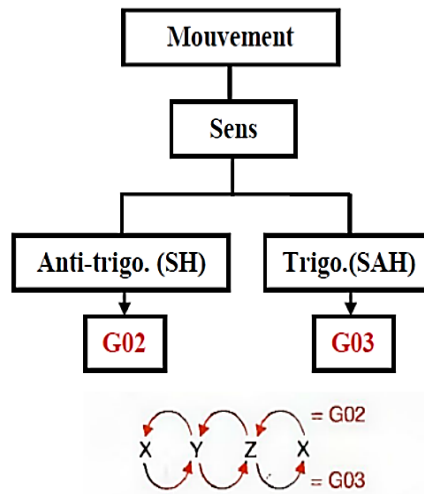 Mouvement
Sens
Anti-trigo. (SH)
Trigo.(SAH)
G02
G03
= G02
X Y Z X
= G03